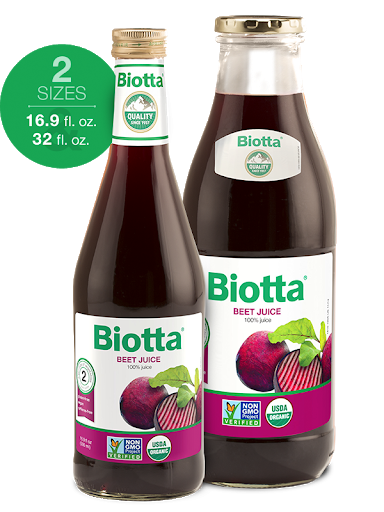 2
SIZES
16.9 fl. oz.
32 fl. oz.
Biotta®
QUALITY
SINCE 1957
Biotta®
QUALITY
SINCE 1957
Biotta®
BEET JUICE
100% juice
2
NON
GMO
Project
VERIFIED
USDA
ORGANIC
Biotta®
BEET JUICE
100% juice
NON
GMO
Project
VERIFIED
USDA
ORGANIC